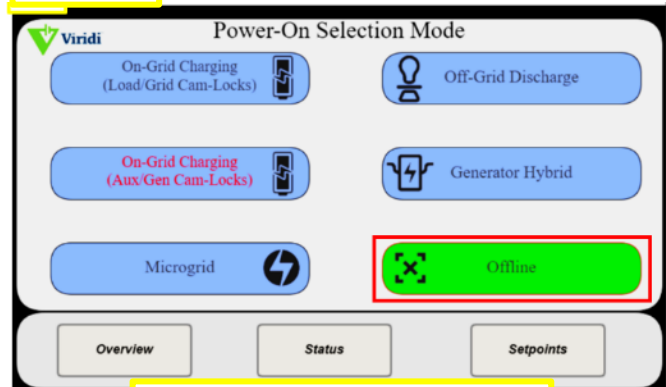 Viridi
Power-On Selection Mode
On-Grid Charging
(Load/Grid Cam-Locks)
Off-Grid Discharge
On-Grid Charging
(Aux/Gen Cam-Locks)
Generator Hybrid
Microgrid
Offline
Overview
Status
Setpoints